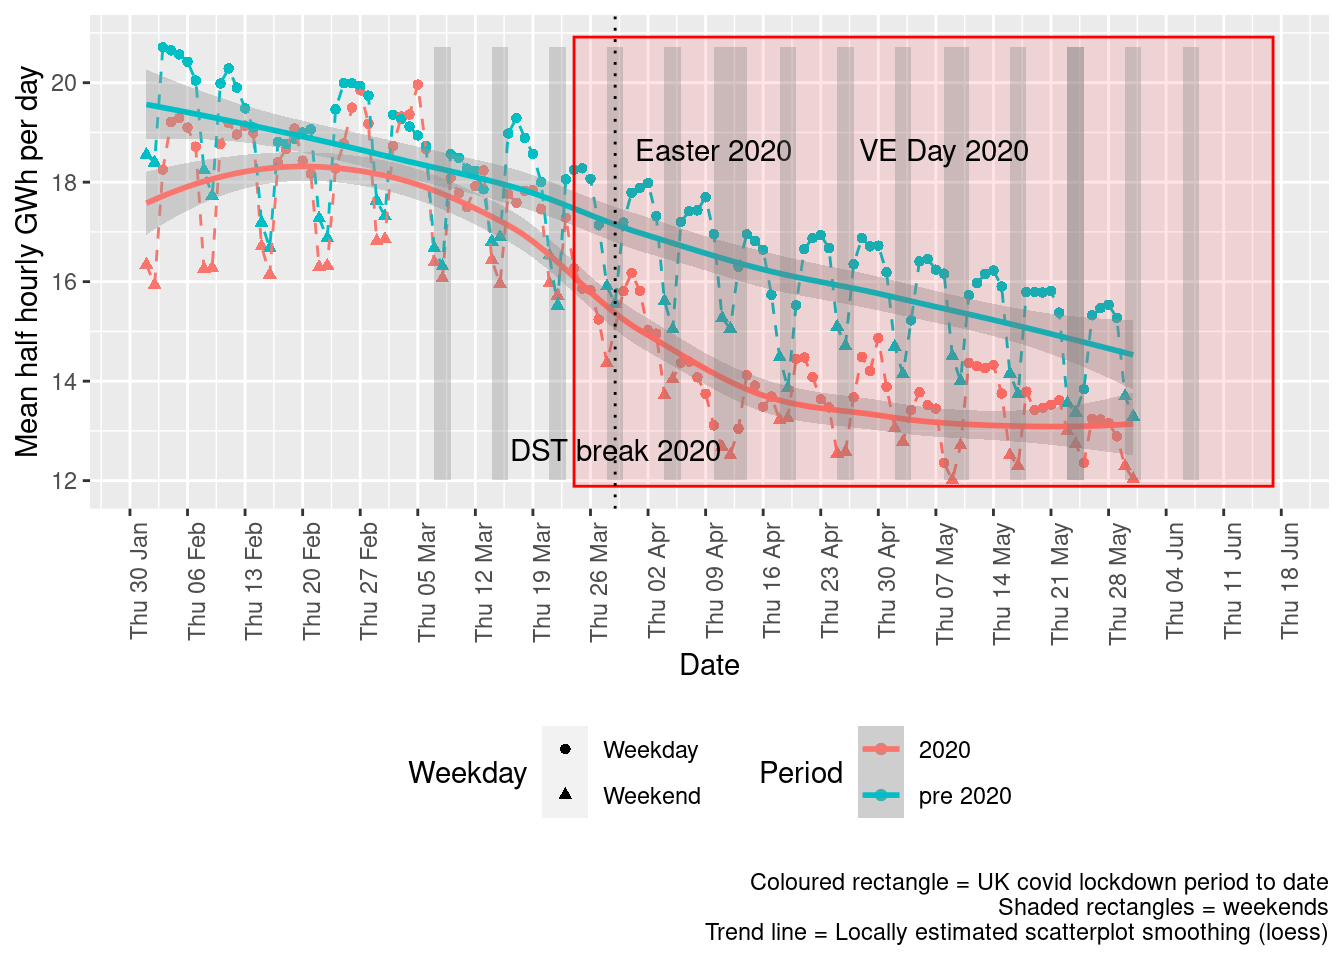 Mean half hourly GWh per day
20
18
16
14
12
Easter 2020
VE Day 2020
DST break 2020
Thu 30 Jan
Thu 06 Feb
Thu 13 Feb
Thu 20 Feb
Thu 27 Feb
Thu 05 Mar
Thu 12 Mar
Thu 19 Mar
Thu 26 Mar
Thu 02 Apr
Thu 09 Apr
Thu 16 Apr
Thu 23 Apr
Thu 30 Apr
Thu 07 May
Thu 14 May
Thu 21 May
Thu 28 May
Thu 04 Jun
Thu 11 Jun
Thu 18 Jun
Date
Weekday
Weekday
Weekend
Period
2020
pre 2020
Coloured rectangle = UK covid lockdown period to date
Shaded rectangles = weekends
Trend line = Locally estimated scatterplot smoothing (loess)